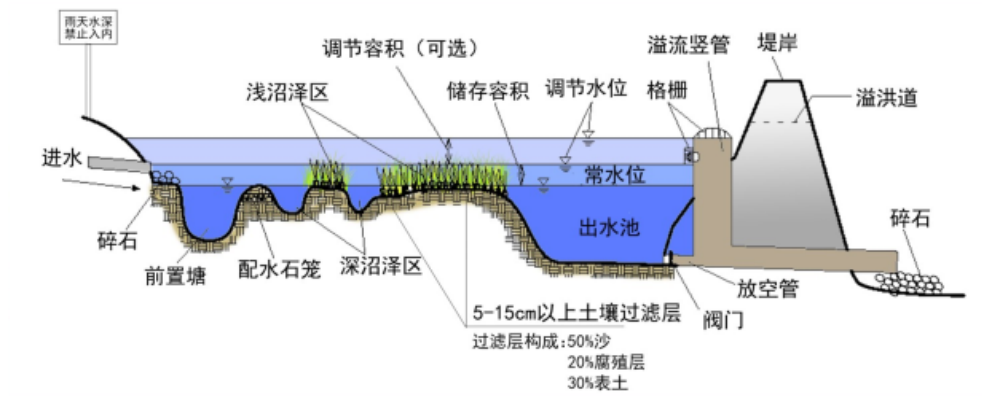 雨天水深
禁止入内
调节容积（可选）
溢流竖管
堤岸
浅沼泽区
储存容积
调节水位
格栅
溢洪道
进水
常水位
出水池
碎石
前置塘
配水石笼
深沼泽区
碎石
放空管
阀门
5-15cm以上土壤过滤层
过滤层构成:50%沙
20%腐殖层
30%表土